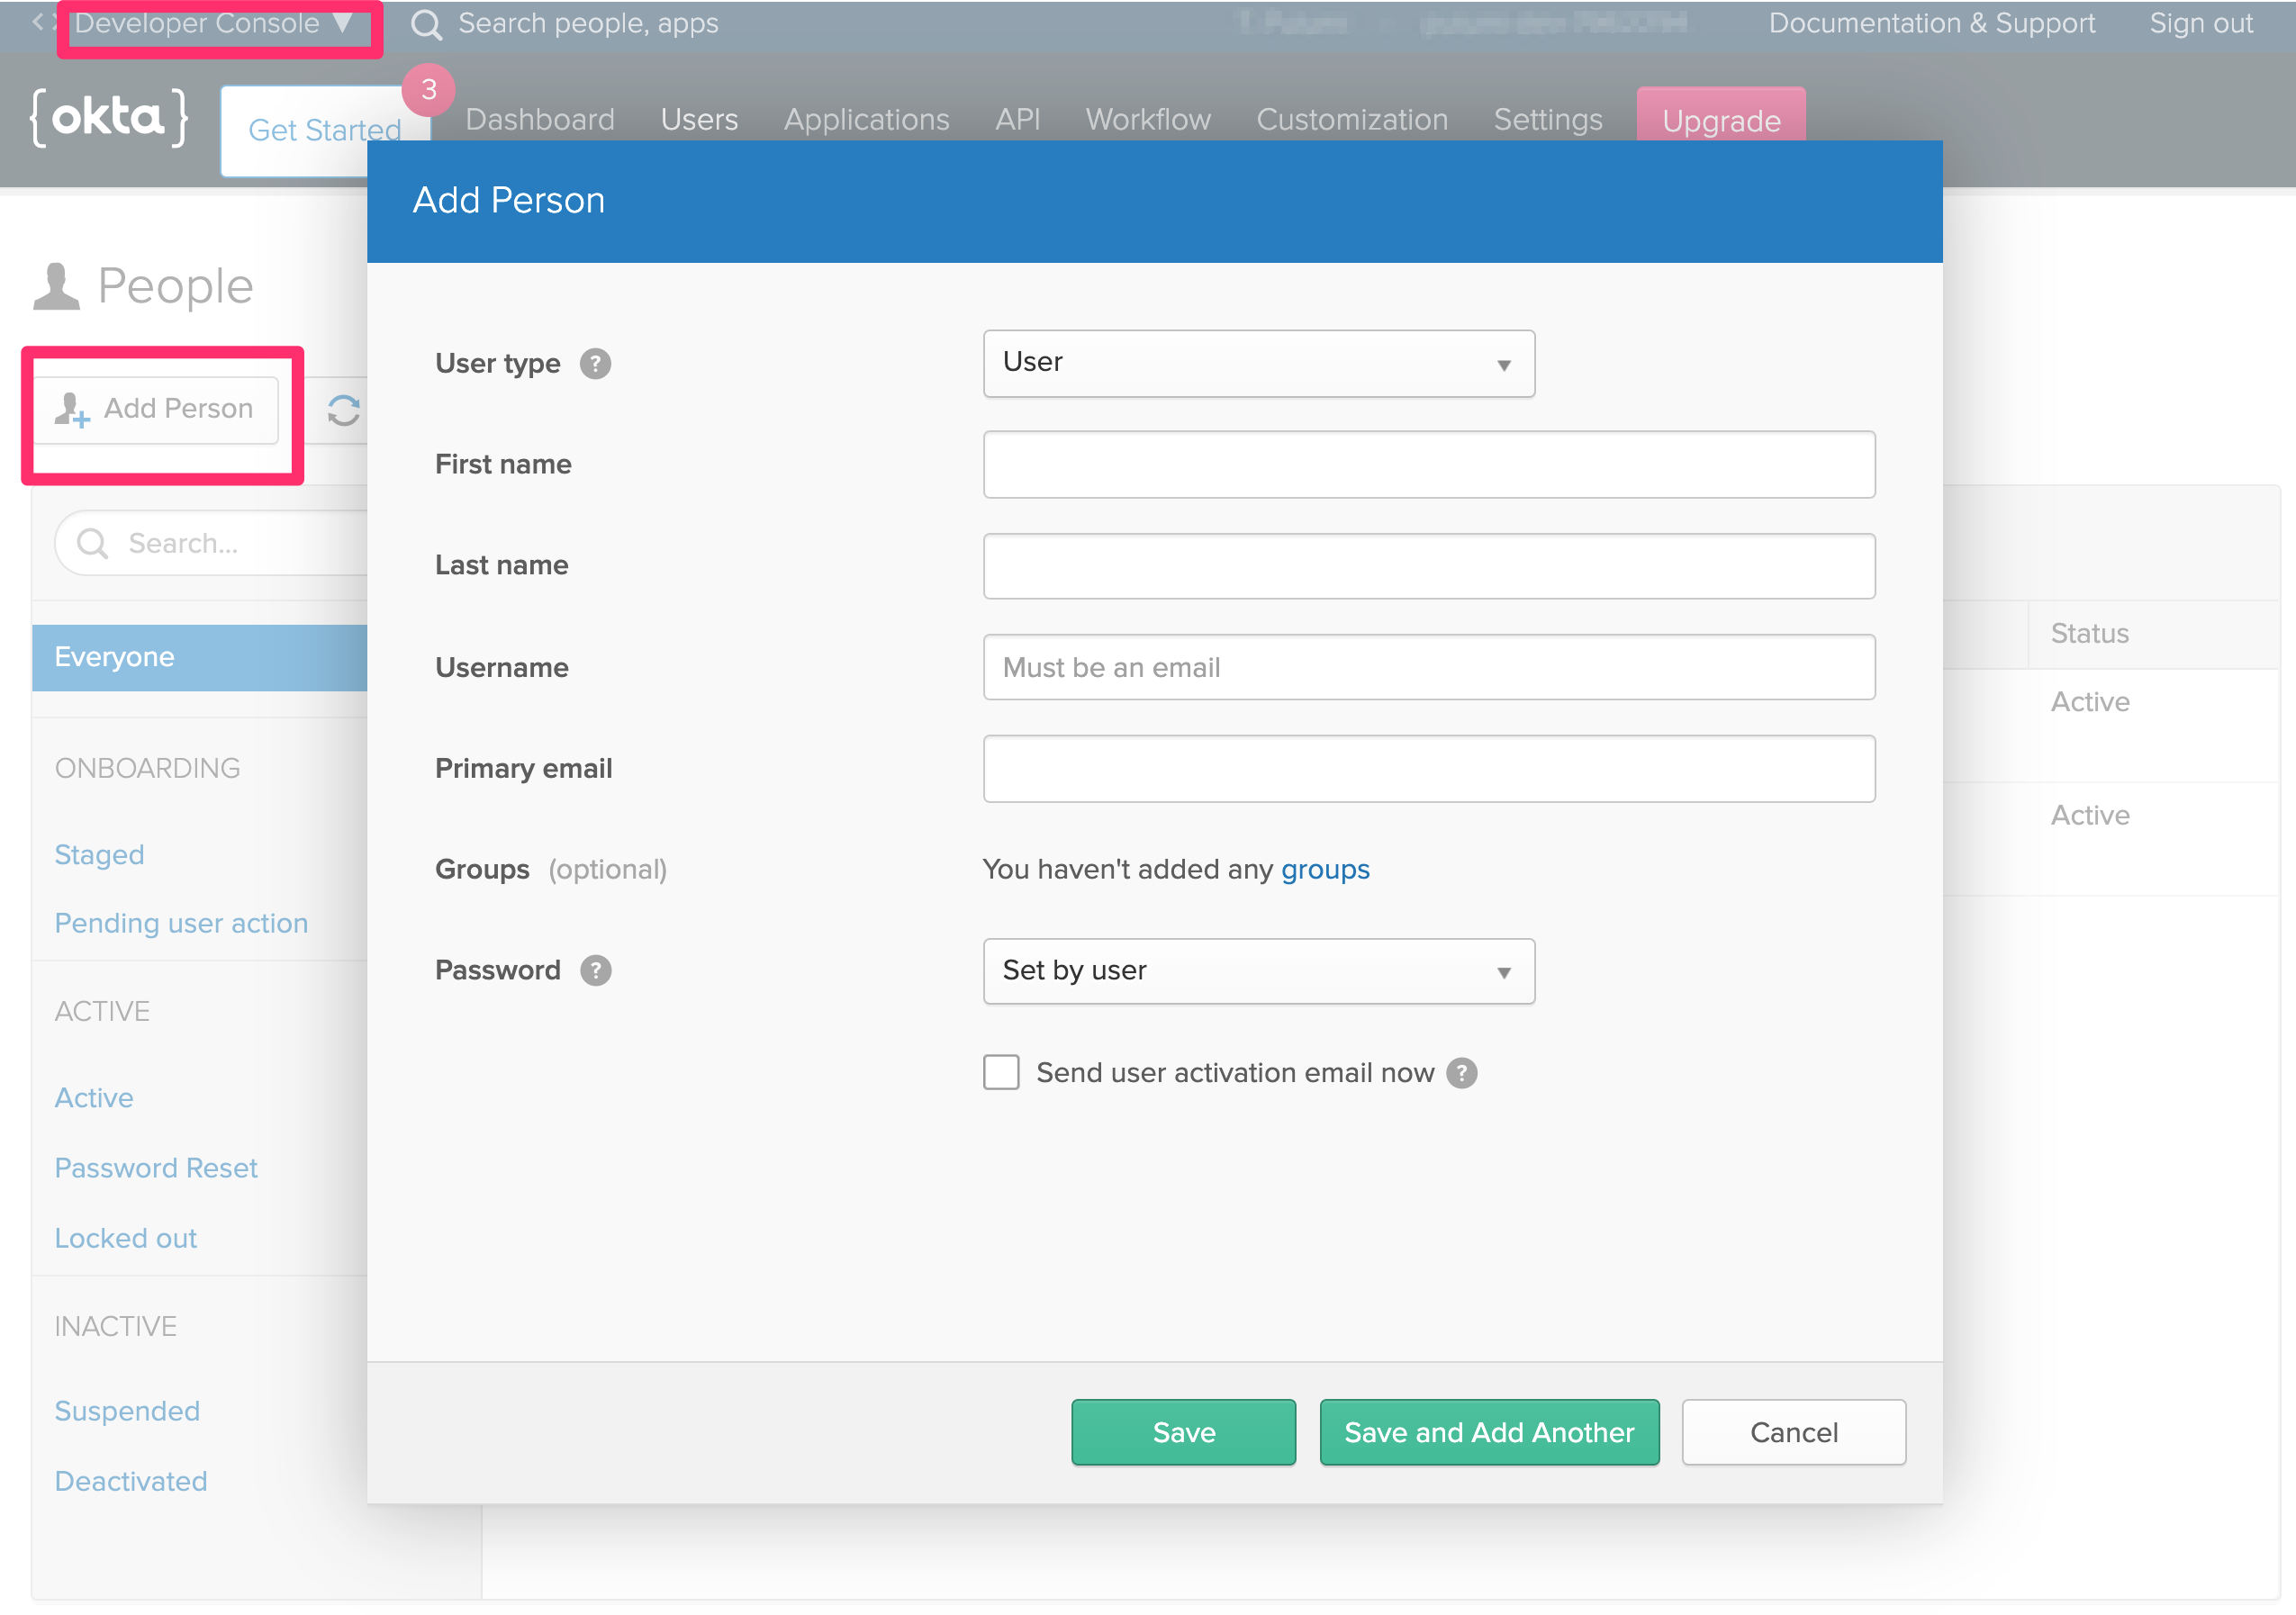 <> Developer Console ▼ Search people, apps Documentation & Support Sign out
{okta} Get Started 3 Dashboard Users Applications API Workflow Customization Settings Upgrade
Add Person
People
User type ? User
Add Person
First name
Last name
Search...
Username Must be an email
Everyone
Status
Active
Primary email
ONBOARDING
Active
Staged
Groups (optional) You haven't added any groups
Pending user action
Password ? Set by user
ACTIVE
Send user activation email now ?
Active
Password Reset
Locked out
INACTIVE
Suspended
Save Save and Add Another Cancel
Deactivated